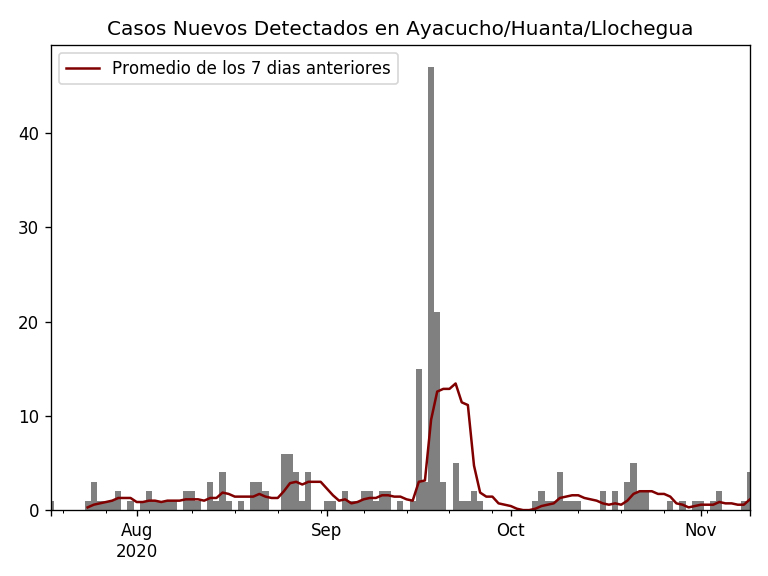 Casos Nuevos Detectados en Ayacucho/Huanta/Llochegua
Promedio de los 7 dias anteriores
40
30
20
10
0
Aug
2020
Sep
Oct
Nov